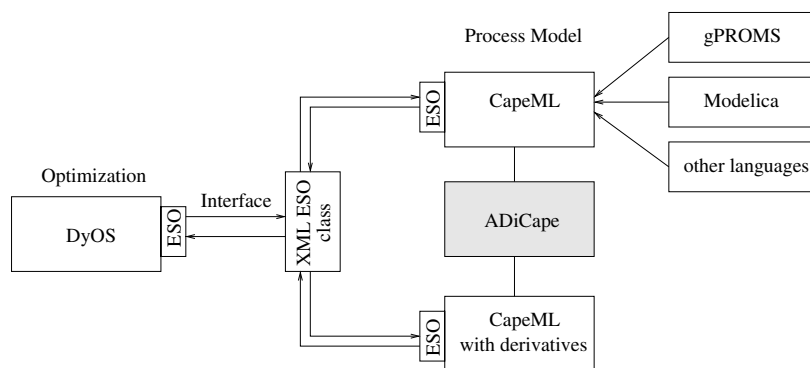 Process Model
gPROMS
ESO
CapeML
Modelica
other languages
Optimization
Interface
DyOS
ESO
XML ESO
class
ADiCape
ESO
CapeML
with derivatives